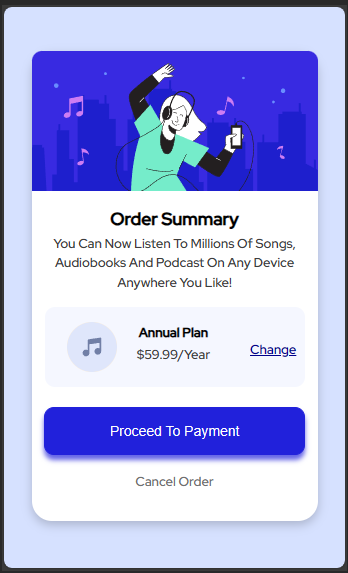 Order Summary
You Can Now Listen To Millions Of Songs,
Audiobooks And Podcast On Any Device
Anywhere You Like!
Annual Plan
$59.99/Year
Change
Proceed To Payment
Cancel Order